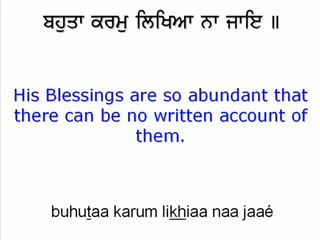 ਬਹੁਤਾ ਕਰਮੁ ਲਿਖਿਆ ਨਾ ਜਾਇ ॥
His Blessings are so abundant that
there can be no written account of
them.
buhutaa karum likhiaa naa jaaé